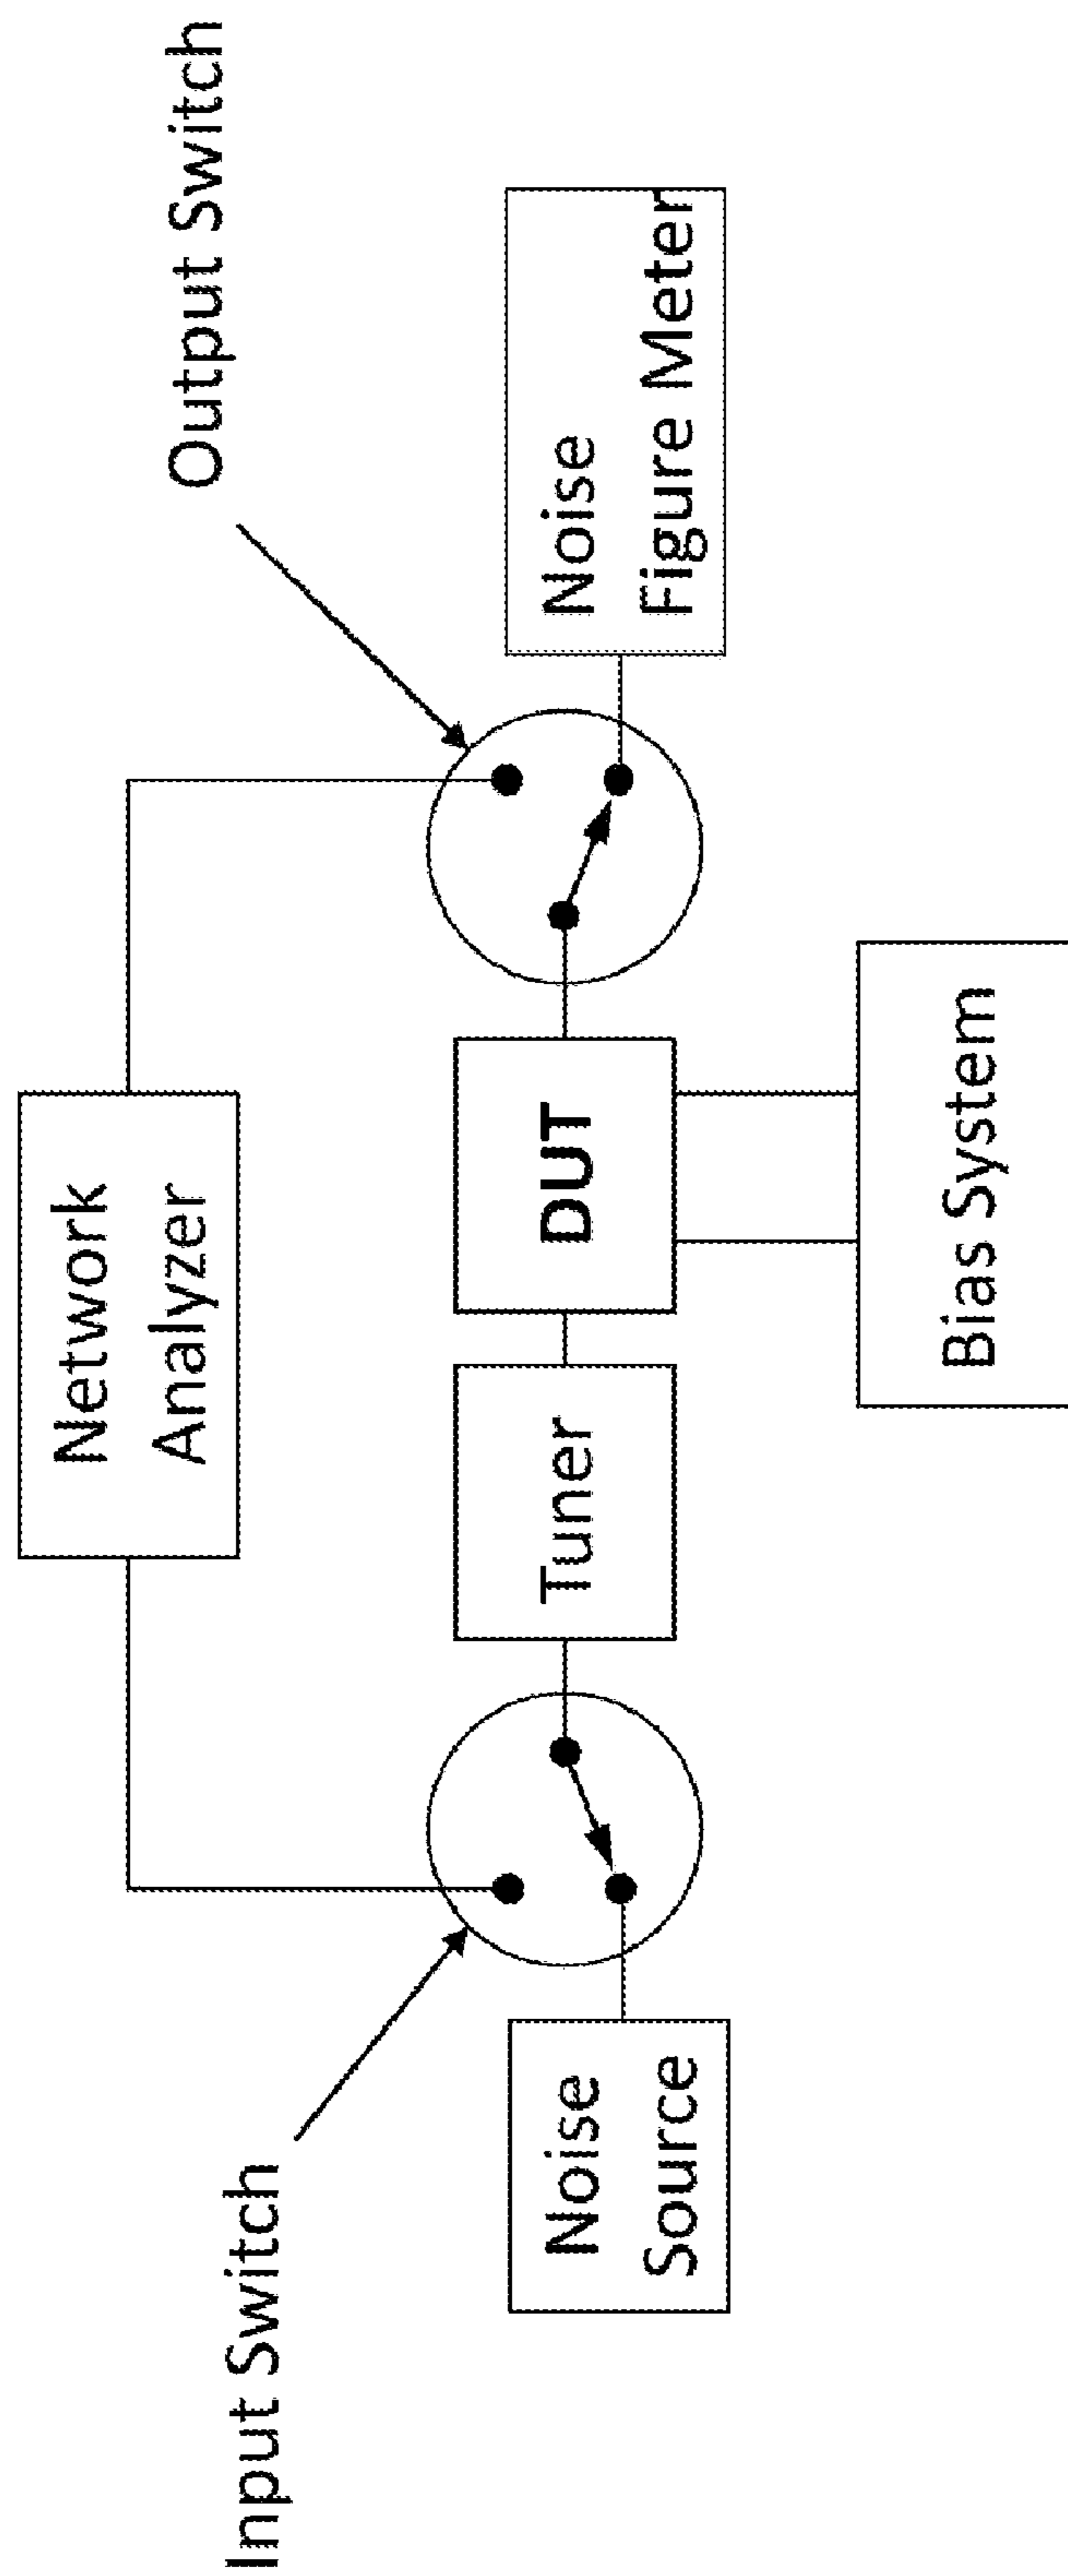 Network
Analyzer
Input Switch
Output Switch
Noise
Source
Tuner
DUT
Noise
Figure Meter
Bias System